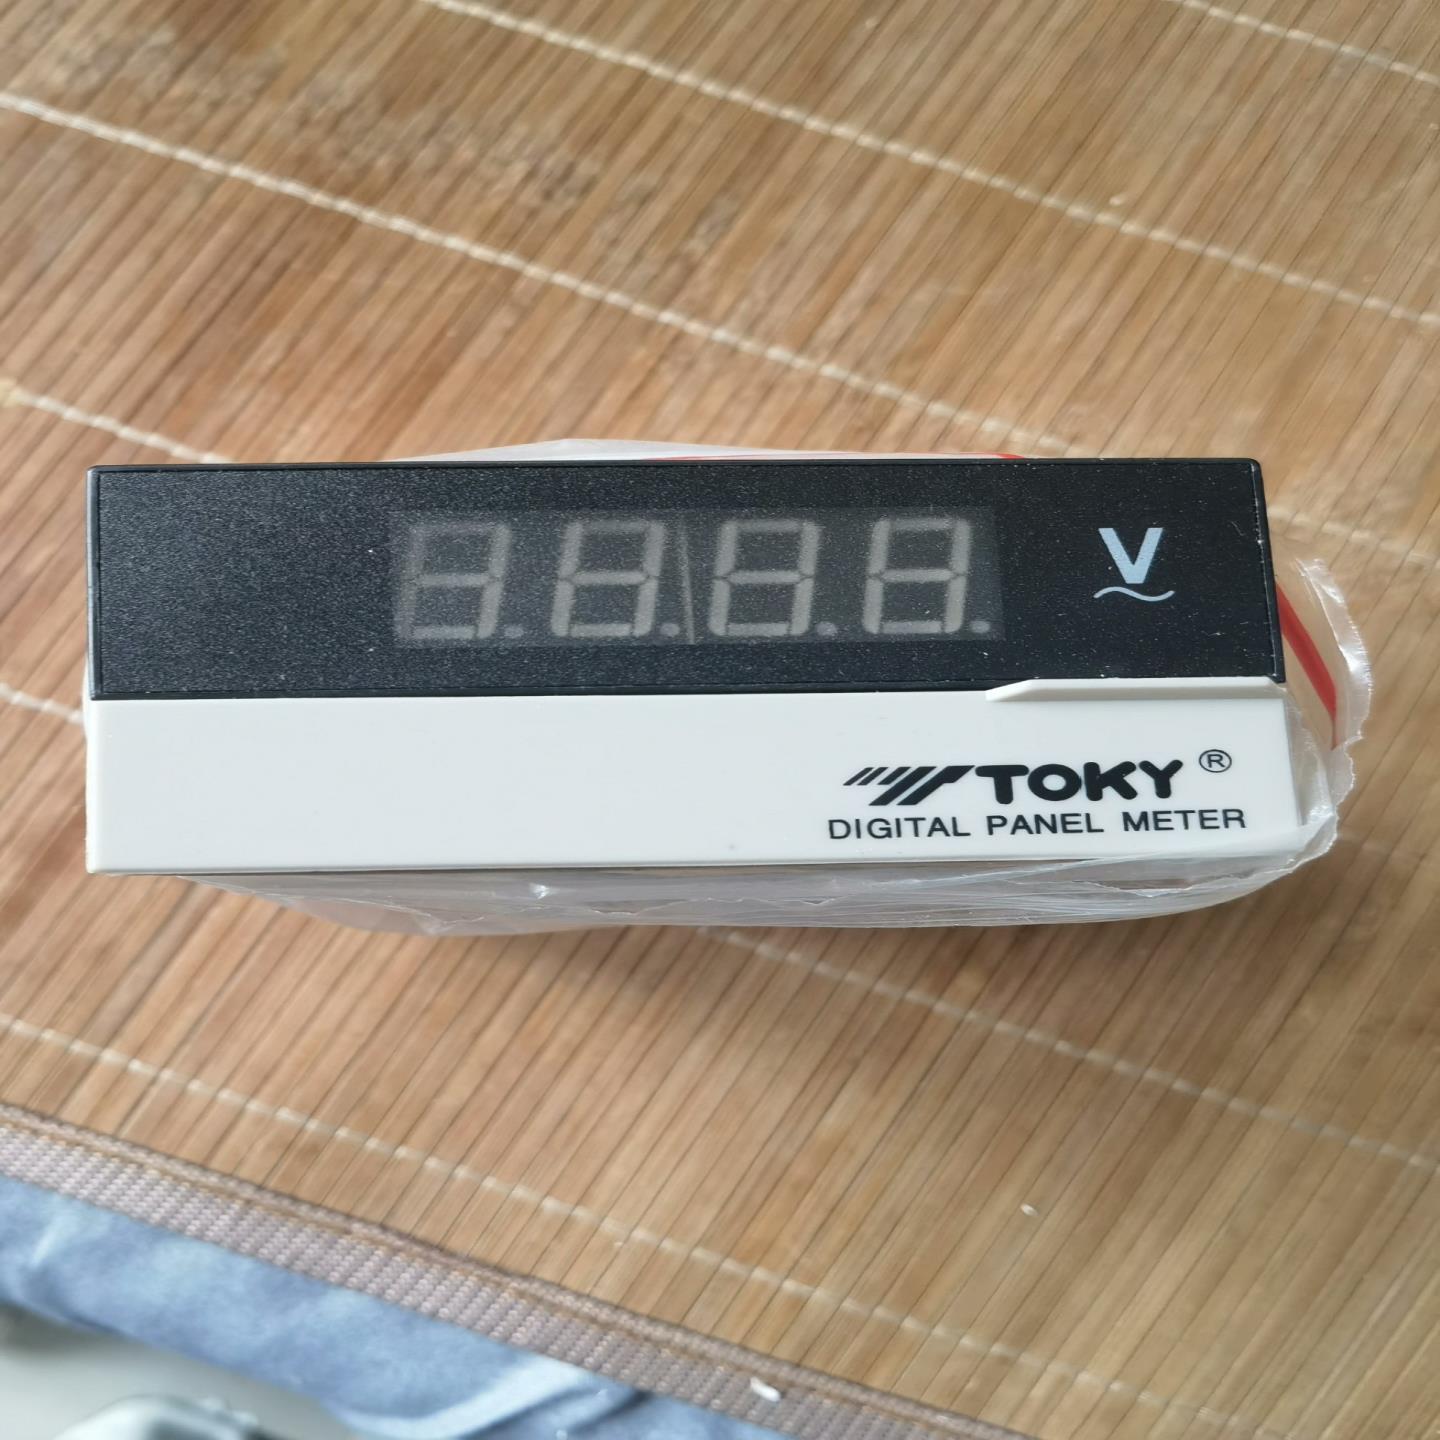 V
TOKY ®
DIGITAL PANEL METER